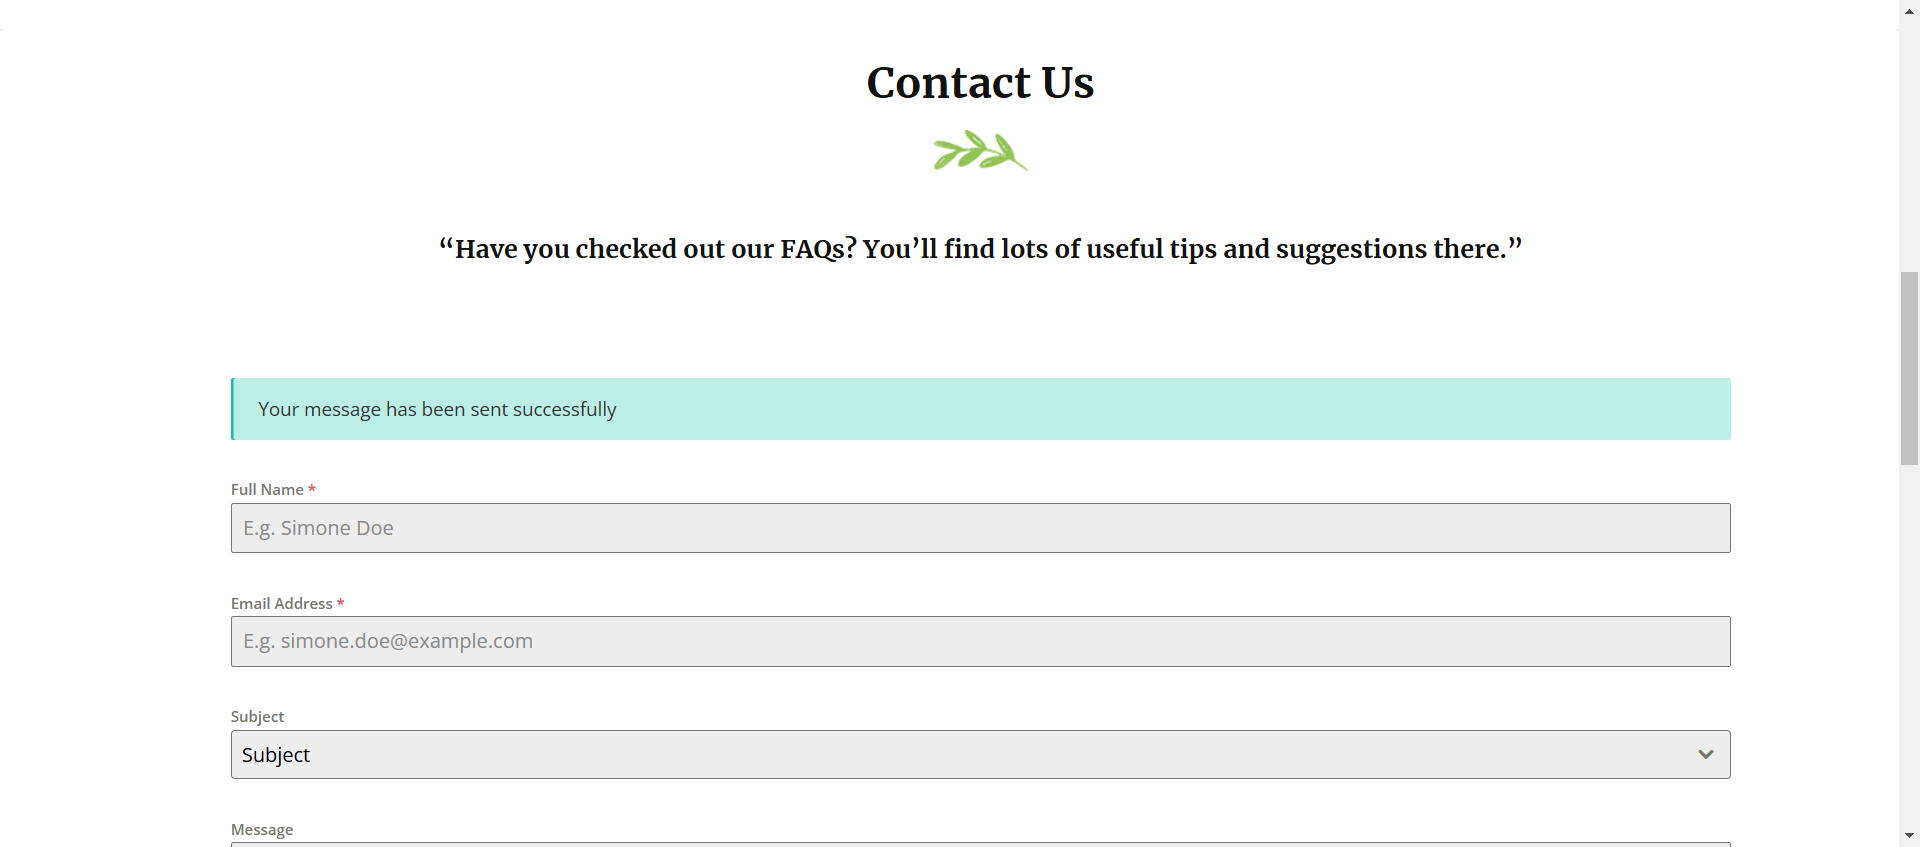 Contact Us
“Have you checked out our FAQs? You’ll find lots of useful tips and suggestions there.”
Your message has been sent successfully
Full Name *
E.g. Simone Doe
Email Address *
E.g. simone.doe@example.com
Subject
Subject
Message